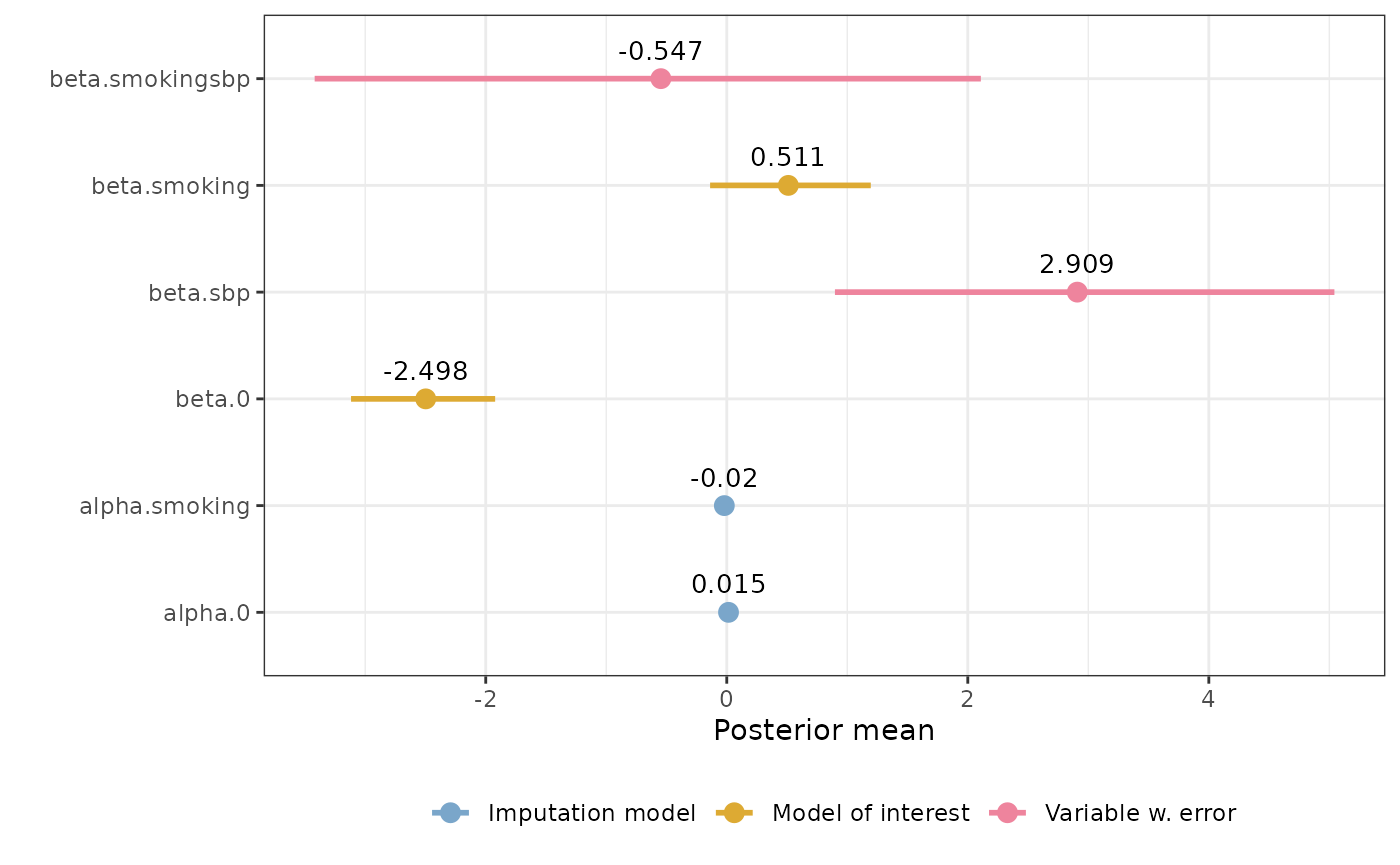 -0.547
beta.smokingsbp
0.511
beta.smoking
2.909
beta.sbp
-2.498
beta.0
-0.02
alpha.smoking
0.015
alpha.0
-2 0 2 4
Posterior mean
Imputation model Model of interest Variable w. error